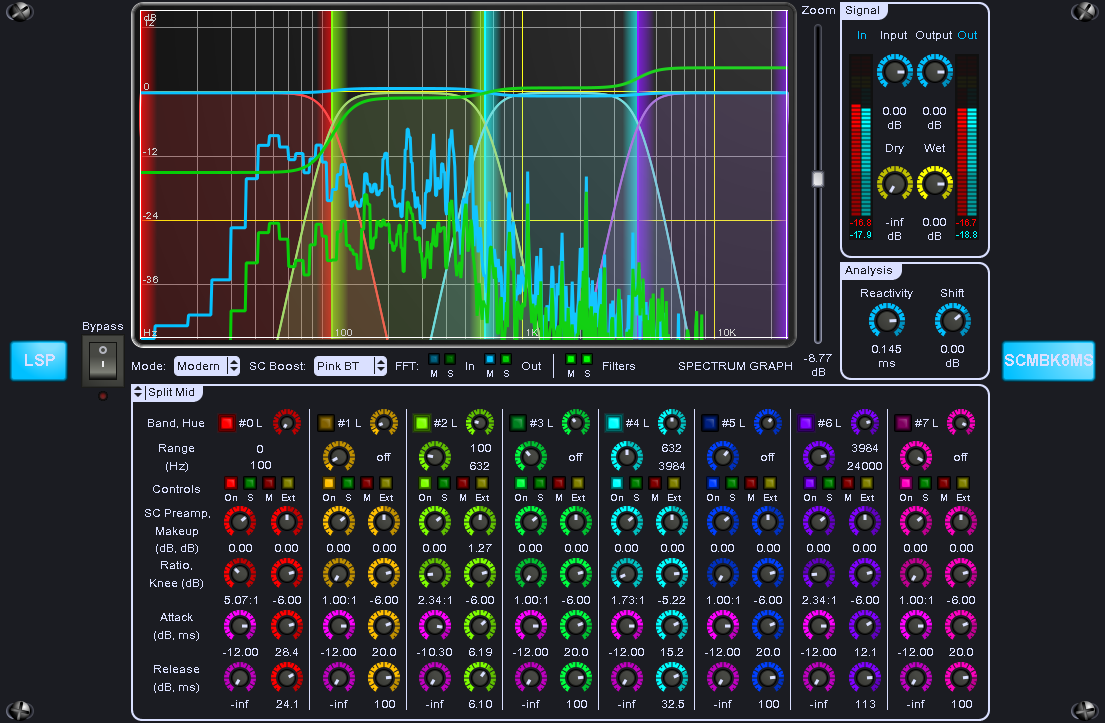 dB
12
0
-12
-24
-36
Hz
100
1K
10K
Zoom
-8.77
dB
Signal
In Input Output Out
0.00 0.00
dB dB
Dry Wet
-inf 0.00
dB dB
-16.8 -16.7
-17.9 -18.8
Analysis
Reactivity Shift
0.145 0.00
ms dB
Bypass
LSP
SCMBK8MS
Mode: Modern SC Boost: Pink BT FFT: M S In M S Out M S Filters SPECTRUM GRAPH
Split Mid
Band, Hue #0 L #1 L #2 L #3 L #4 L #5 L #6 L #7 L
Range 0 off 100 off 632 off 3984 off
(Hz) 100 632 3984 24000
Controls
On S M Ext On S M Ext On S M Ext On S M Ext On S M Ext On S M Ext On S M Ext On S M Ext
SC Preamp,
Makeup
(dB, dB) 0.00 0.00 0.00 0.00 0.00 1.27 0.00 0.00 0.00 0.00 0.00 0.00 0.00 0.00 0.00 0.00
Ratio,
Knee (dB)
5.07:1 -6.00 1.00:1 -6.00 2.34:1 -6.00 1.00:1 -6.00 1.73:1 -5.22 1.00:1 -6.00 2.34:1 -6.00 1.00:1 -6.00
Attack
(dB, ms)
-12.00 28.4 -12.00 20.0 -10.30 6.19 -12.00 20.0 -12.00 15.2 -12.00 20.0 -12.00 12.1 -12.00 20.0
Release
(dB, ms)
-inf 24.1 -inf 100 -inf 6.10 -inf 100 -inf 32.5 -inf 100 -inf 113 -inf 100